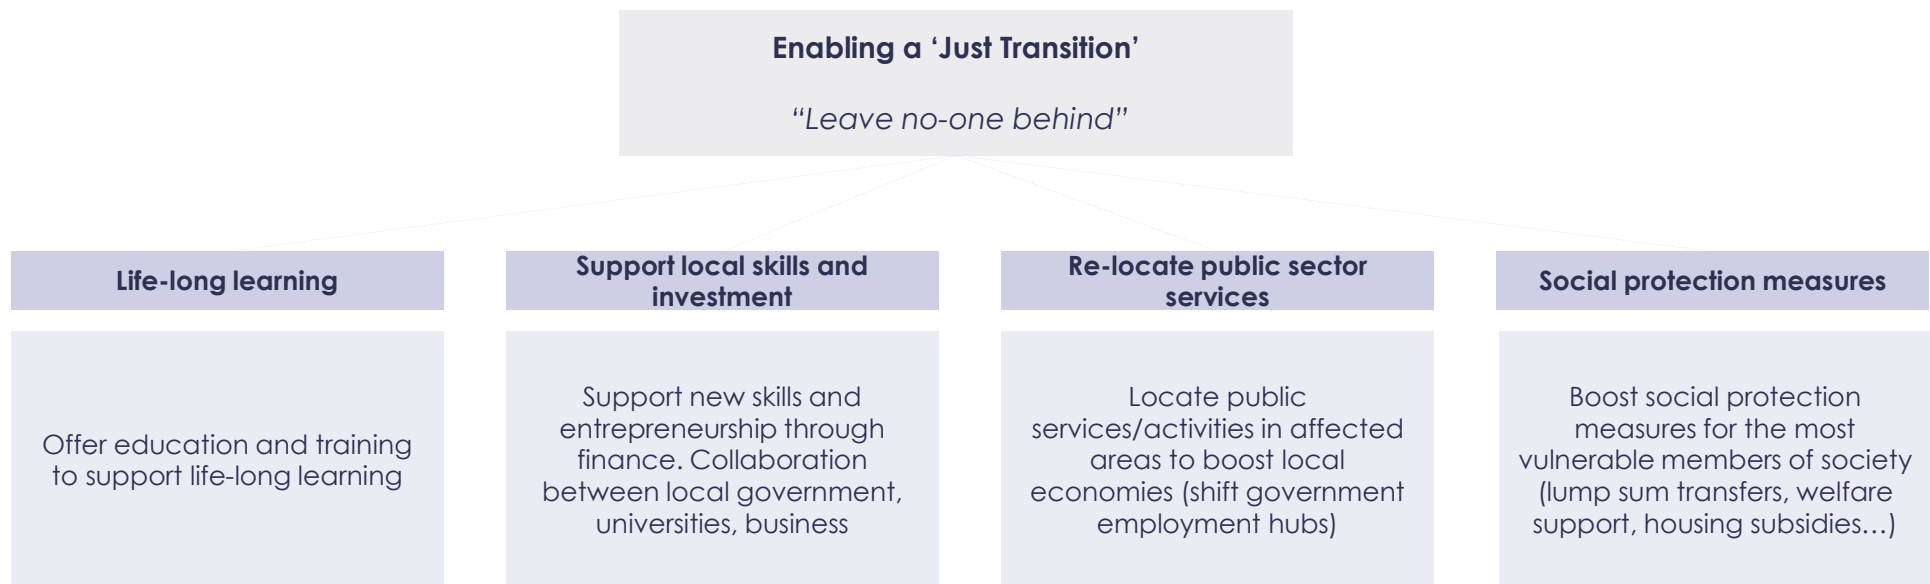 Enabling a ‘Just Transition’
“Leave no-one behind”
Life-long learning
Support local skills and
investment
Re-locate public sector
services
Social protection measures
Offer education and training
to support life-long learning
Support new skills and
entrepreneurship through
finance. Collaboration
between local government,
universities, business
Locate public
services/activities in affected
areas to boost local
economies (shift government
employment hubs)
Boost social protection
measures for the most
vulnerable members of society
(lump sum transfers, welfare
support, housing subsidies…)